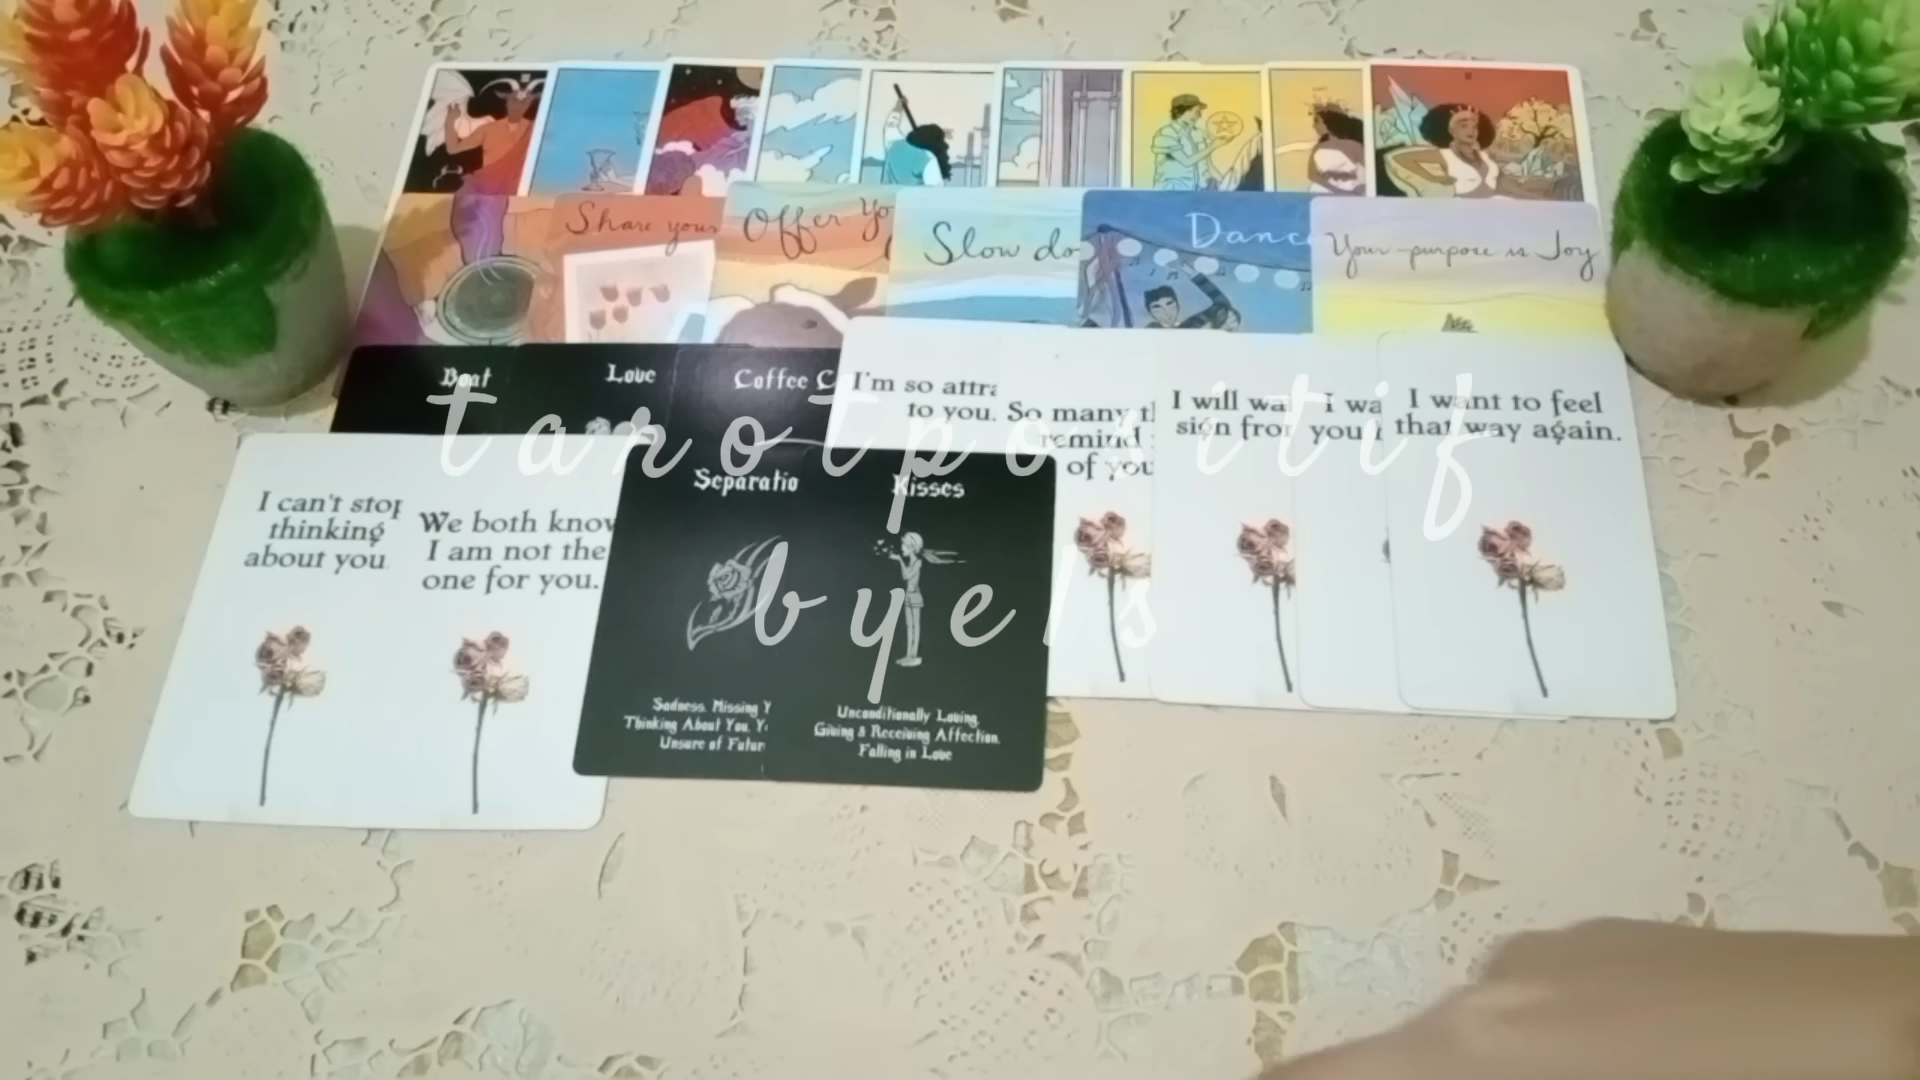 Share your
Offer Yo
Slow do
Danc
Your purpose is Joy
Boat
Love
Coffee C
I'm so attra
to you.
So many t
remind
of you
I will wai
sign from
I wa
your
I want to feel
that way again.
I can't stop
thinking
about you
We both know
I am not the
one for you.
Separatio
Sadness, Missing Y
Thinking About You, Y
Unsure of Futur
Kisses
Unconditionally Loving,
Giving & Receiving Affection,
Falling in Love
tarotpositif
byels